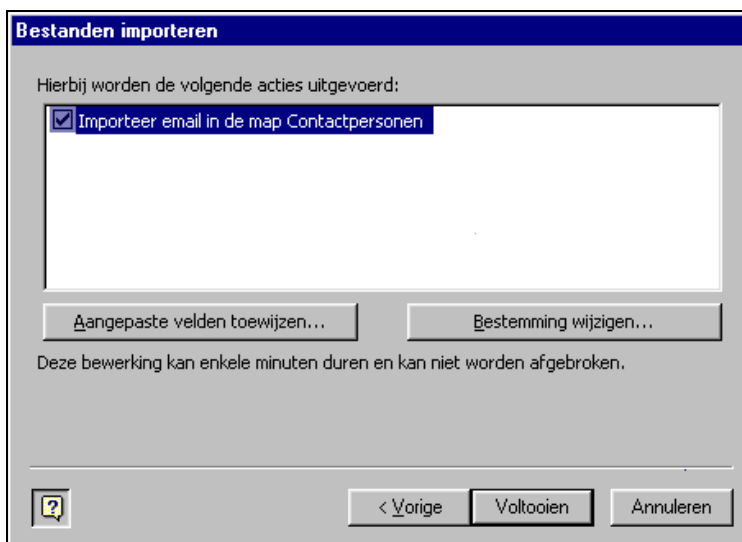 Bestanden importeren
Hierbij worden de volgende acties uitgevoerd:
Importeer email in de map Contactpersonen
Aangepaste velden toewijzen...
Bestemming wijzigen...
Deze bewerking kan enkele minuten duren en kan niet worden afgebroken.
?
< Vorige
Voltooien
Annuleren